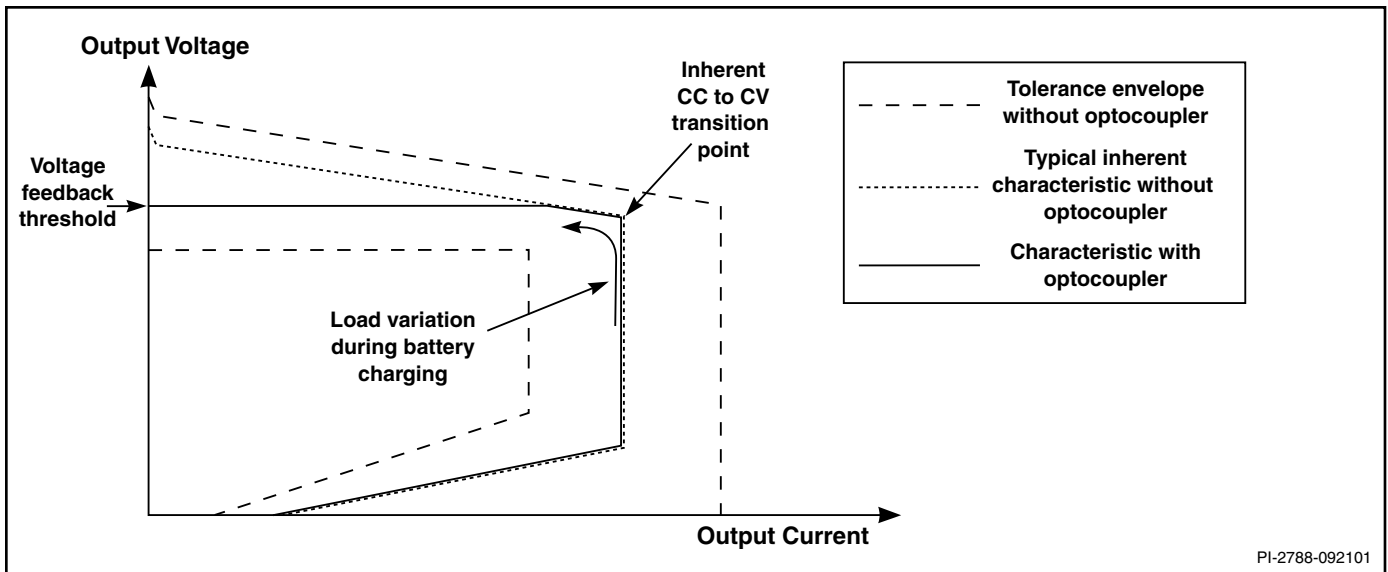 Output Voltage
Inherent
CC to CV
transition
point
Tolerance envelope
without optocoupler
Typical inherent
characteristic without
optocoupler
Characteristic with
optocoupler
Voltage
feedback
threshold
Load variation
during battery
charging
Output Current
PI-2788-092101